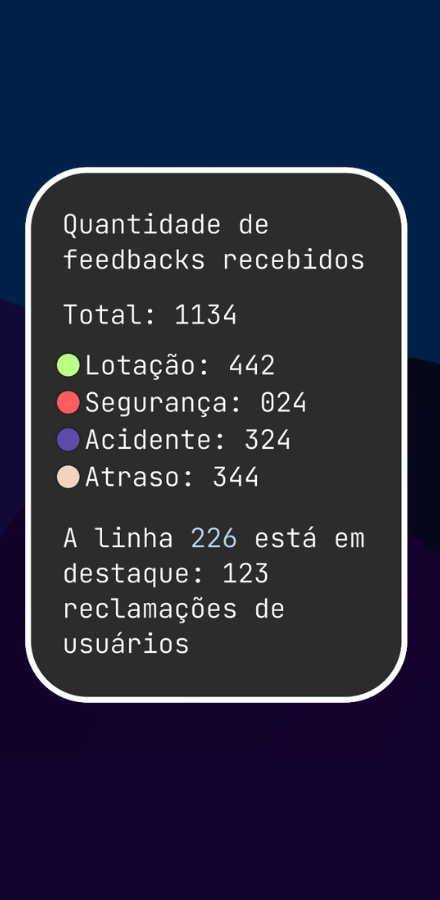 Quantidade de
feedbacks recebidos
Total: 1134
Lotação: 442
Segurança: 024
Acidente: 324
Atraso: 344
A linha 226 está em
destaque: 123
reclamações de
usuários